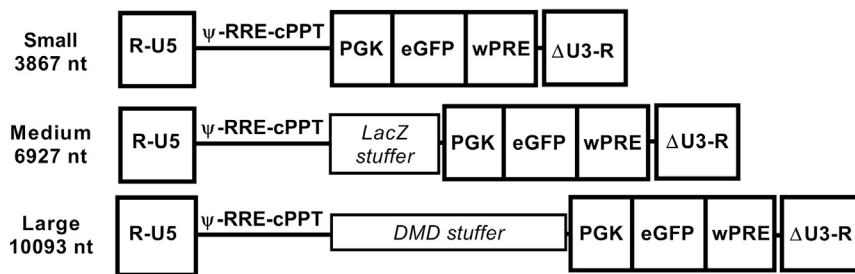 Small
3867 nt
R-U5
ψ-RRE-cPPT
PGK
eGFP
wPRE
ΔU3-R
Medium
6927 nt
R-U5
ψ-RRE-cPPT
LacZ
stuffer
PGK
eGFP
wPRE
ΔU3-R
Large
10093 nt
R-U5
ψ-RRE-cPPT
DMD stuffer
PGK
eGFP
wPRE
ΔU3-R